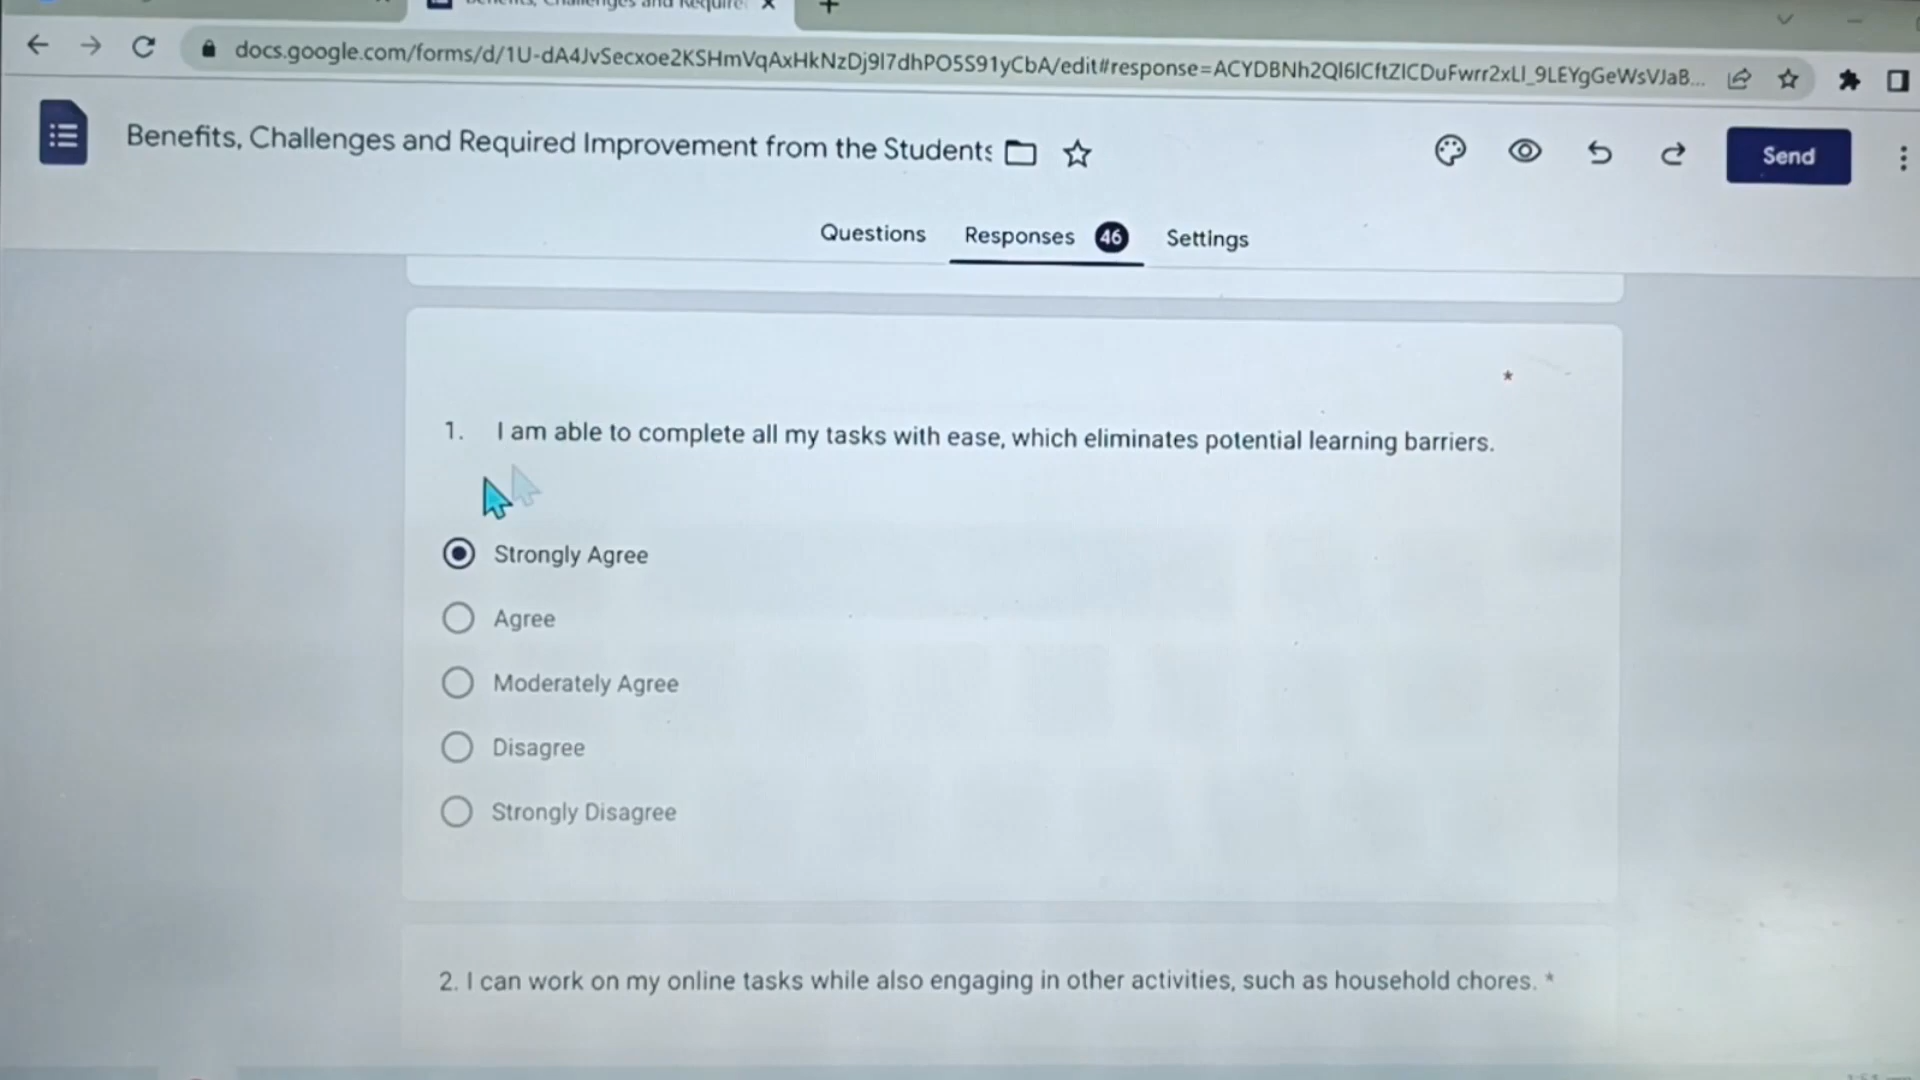 docs.google.com/forms/d/1U-dA4JvSecxoe2KSHmVqAxHkNzDj9I7dhPO5S91yCbA/edit#response=ACYDBNh2QI6ICftZICDuFwrr2xLI_9LEYgGeWsVJaB...
Benefits, Challenges and Required Improvement from the Students
Send
Questions Responses 46 Settings
*
1. I am able to complete all my tasks with ease, which eliminates potential learning barriers.
Strongly Agree
Agree
Moderately Agree
Disagree
Strongly Disagree
2. I can work on my online tasks while also engaging in other activities, such as household chores. *